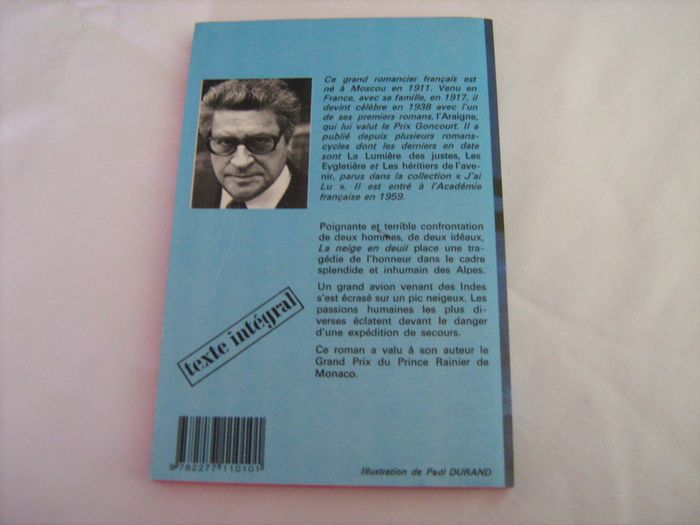 Ce grand romancier français est
né à Moscou en 1911. Venu en
France, avec sa famille, en 1917, il
devint célèbre en 1938 avec l'un
de ses premiers romans, l'Araigne,
qui lui valut le Prix Goncourt. Il a
publié depuis plusieurs romans-
cycles dont les derniers en date
sont La Lumière des justes, Les
Eygletière et Les héritiers de l'ave-
nir, parus dans la collection « J'ai
Lu ». Il est entré à l'Académie
française en 1959.
Poignante et terrible confrontation
de deux hommes, de deux idéaux,
La neige en deuil place une tra-
gédie de l'honneur dans le cadre
splendide et inhumain des Alpes.
Un grand avion venant des Indes
s'est écrasé sur un pic neigeux. Les
passions humaines les plus di-
verses éclatent devant le danger
d'une expédition de secours.
Ce roman a valu à son auteur le
Grand Prix du Prince Rainier de
Monaco.
texte intégral
9782277110101
Illustration de Paul DURAND